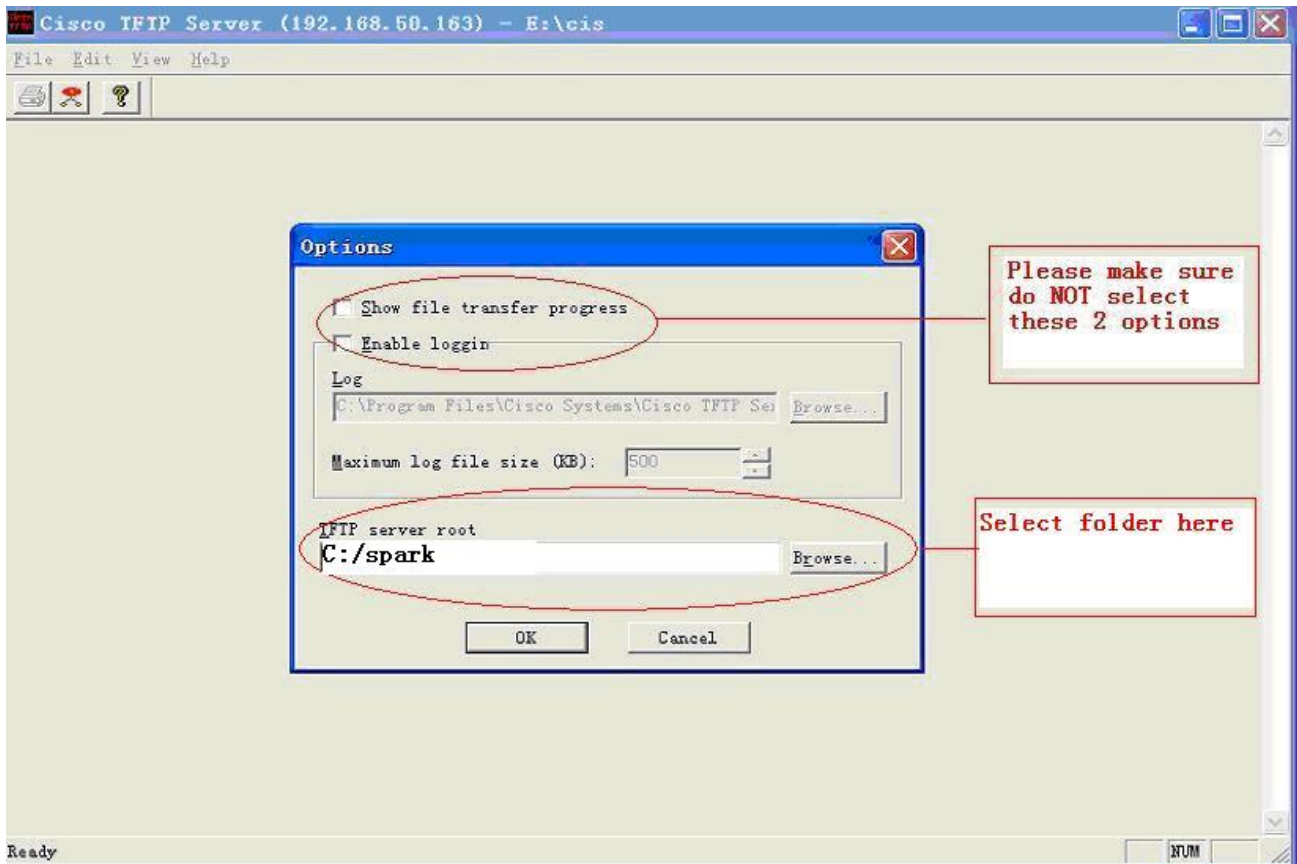 Cisco TFTP Server (192.168.50.163) - E:\cis
File Edit View Help
Options
Show file transfer progress
Enable loggin
Log
C:\Program Files\Cisco Systems\Cisco TFTP Ser
Browse...
Maximum log file size (KB):
500
TFTP server root
C:/spark
Browse...
OK
Cancel
Please make sure
do NOT select
these 2 options
Select folder here
Ready
NUM